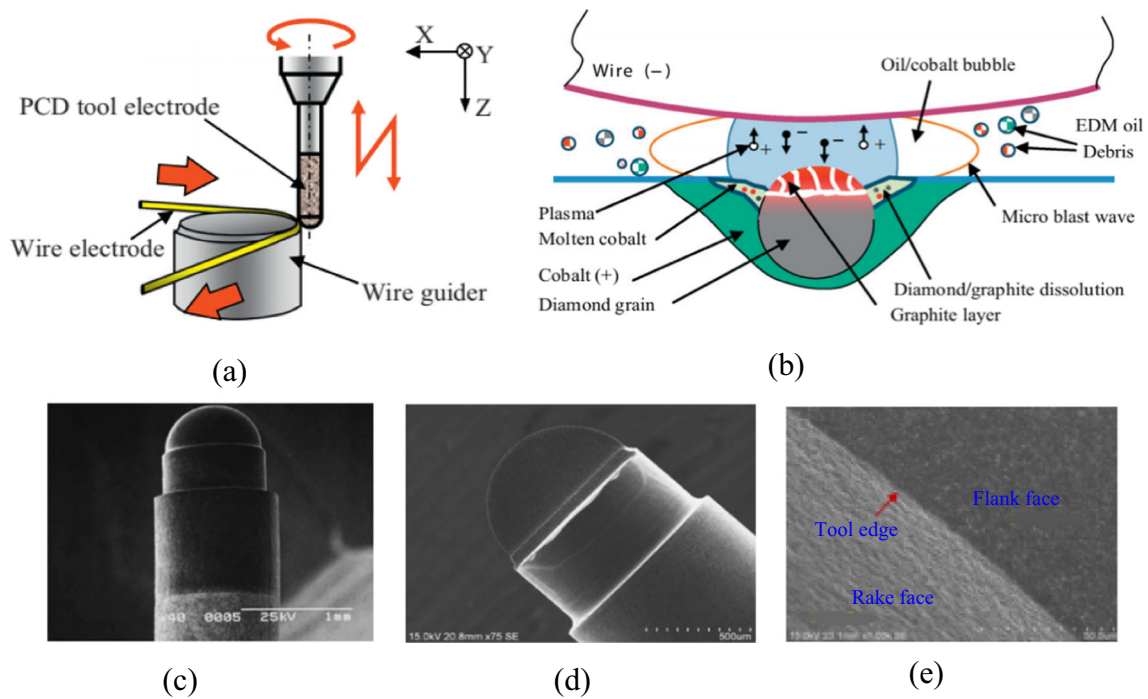 X
Y
Z
PCD tool electrode
Wire electrode
Wire guider
(a)
Wire (−)
Oil/cobalt bubble
EDM oil
Debris
+
−
−
+
Plasma
Molten cobalt
Cobalt (+)
Diamond grain
Micro blast wave
Diamond/graphite dissolution
Graphite layer
(b)
40 0005 25kV 1mm
(c)
15.0kV 20.8mm x75 SE
500um
(d)
Flank face
Tool edge
Rake face
(e)